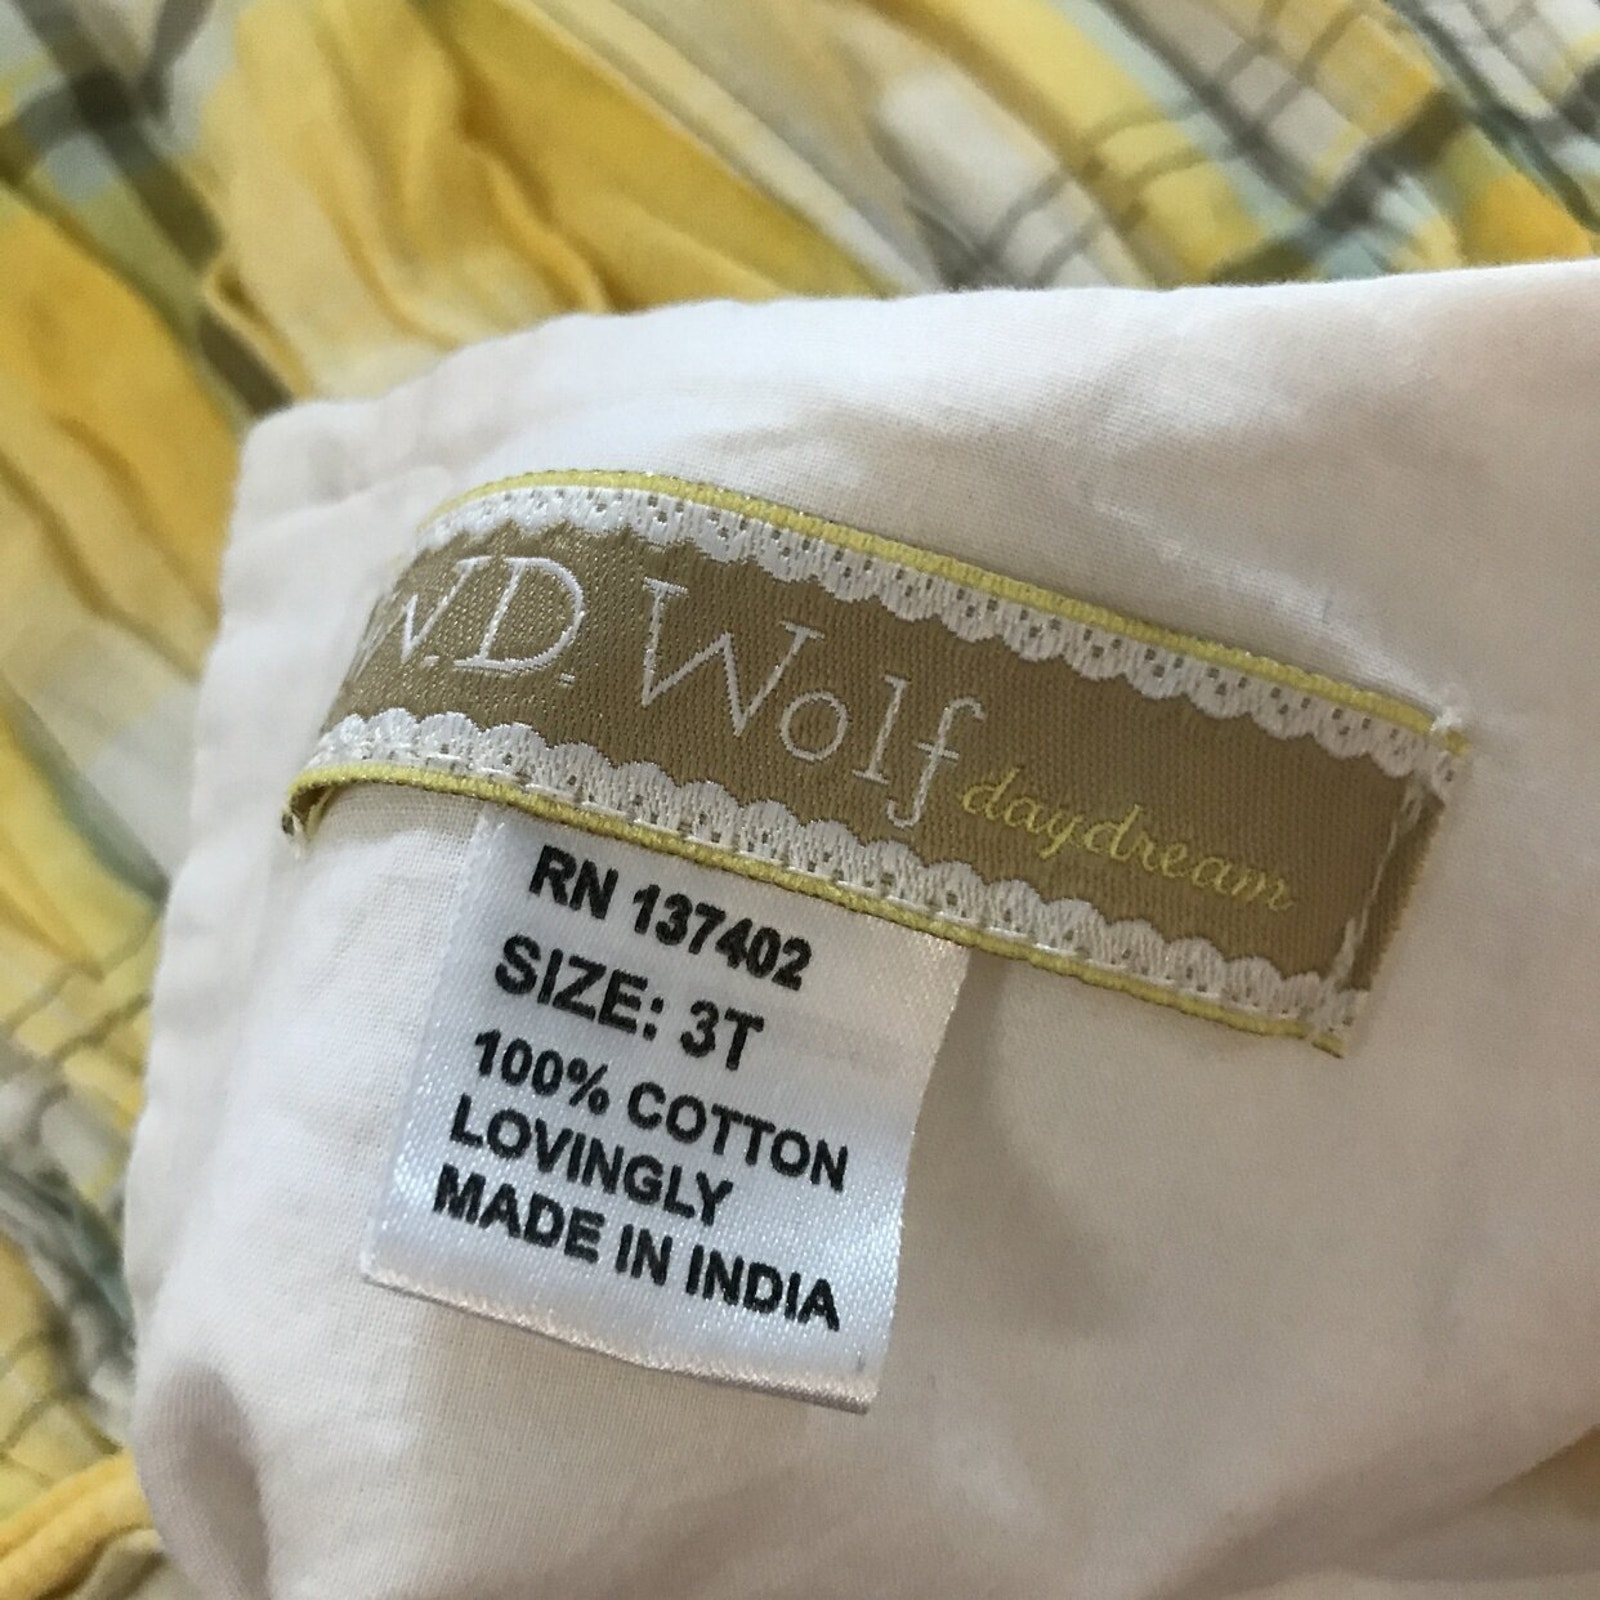 W.D. Wolf daydream
RN 137402
SIZE: 3T
100% COTTON
LOVINGLY
MADE IN INDIA